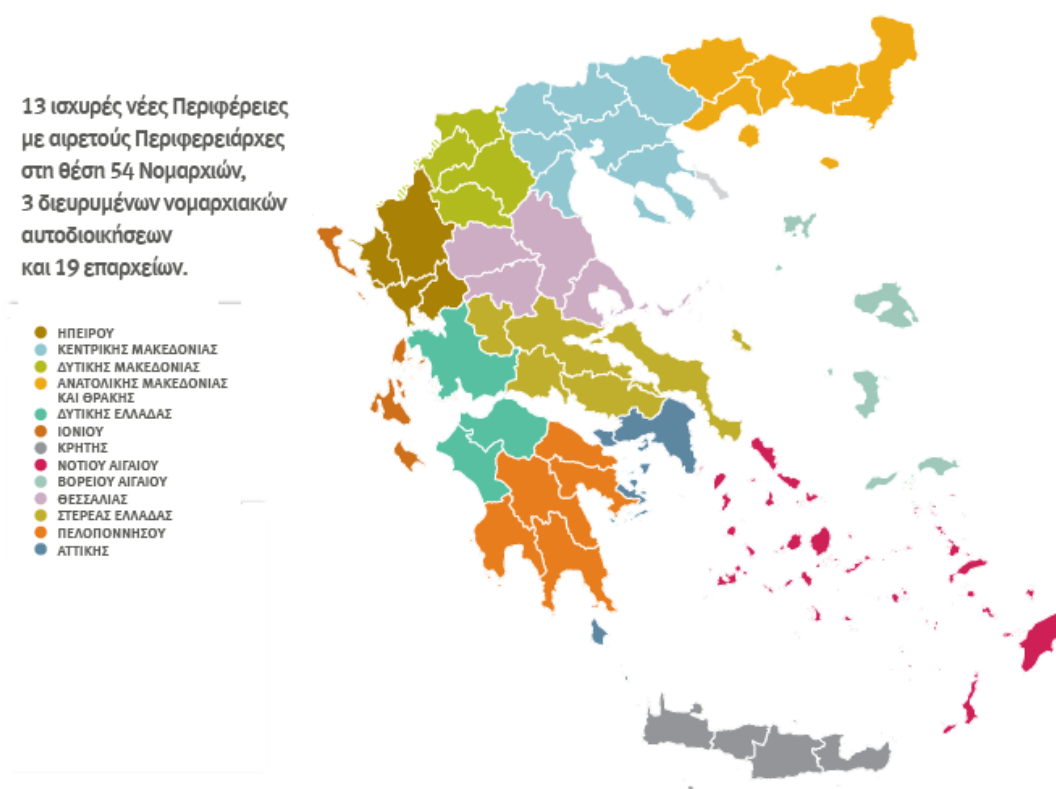 13 ισχυρές νέες Περιφέρειες
με αιρετούς Περιφερειάρχες
στη θέση 54 Νομαρχιών,
3 διευρυμένων νομαρχιακών
αυτοδιοικήσεων
και 19 επαρχείων.
ΗΠΕΙΡΟΥ
ΚΕΝΤΡΙΚΗΣ ΜΑΚΕΔΟΝΙΑΣ
ΔΥΤΙΚΗΣ ΜΑΚΕΔΟΝΙΑΣ
ΑΝΑΤΟΛΙΚΗΣ ΜΑΚΕΔΟΝΙΑΣ
ΚΑΙ ΘΡΑΚΗΣ
ΔΥΤΙΚΗΣ ΕΛΛΑΔΑΣ
ΙΟΝΙΟΥ
ΚΡΗΤΗΣ
ΝΟΤΙΟΥ ΑΙΓΑΙΟΥ
ΒΟΡΕΙΟΥ ΑΙΓΑΙΟΥ
ΘΕΣΣΑΛΙΑΣ
ΣΤΕΡΕΑΣ ΕΛΛΑΔΑΣ
ΠΕΛΟΠΟΝΝΗΣΟΥ
ΑΤΤΙΚΗΣ